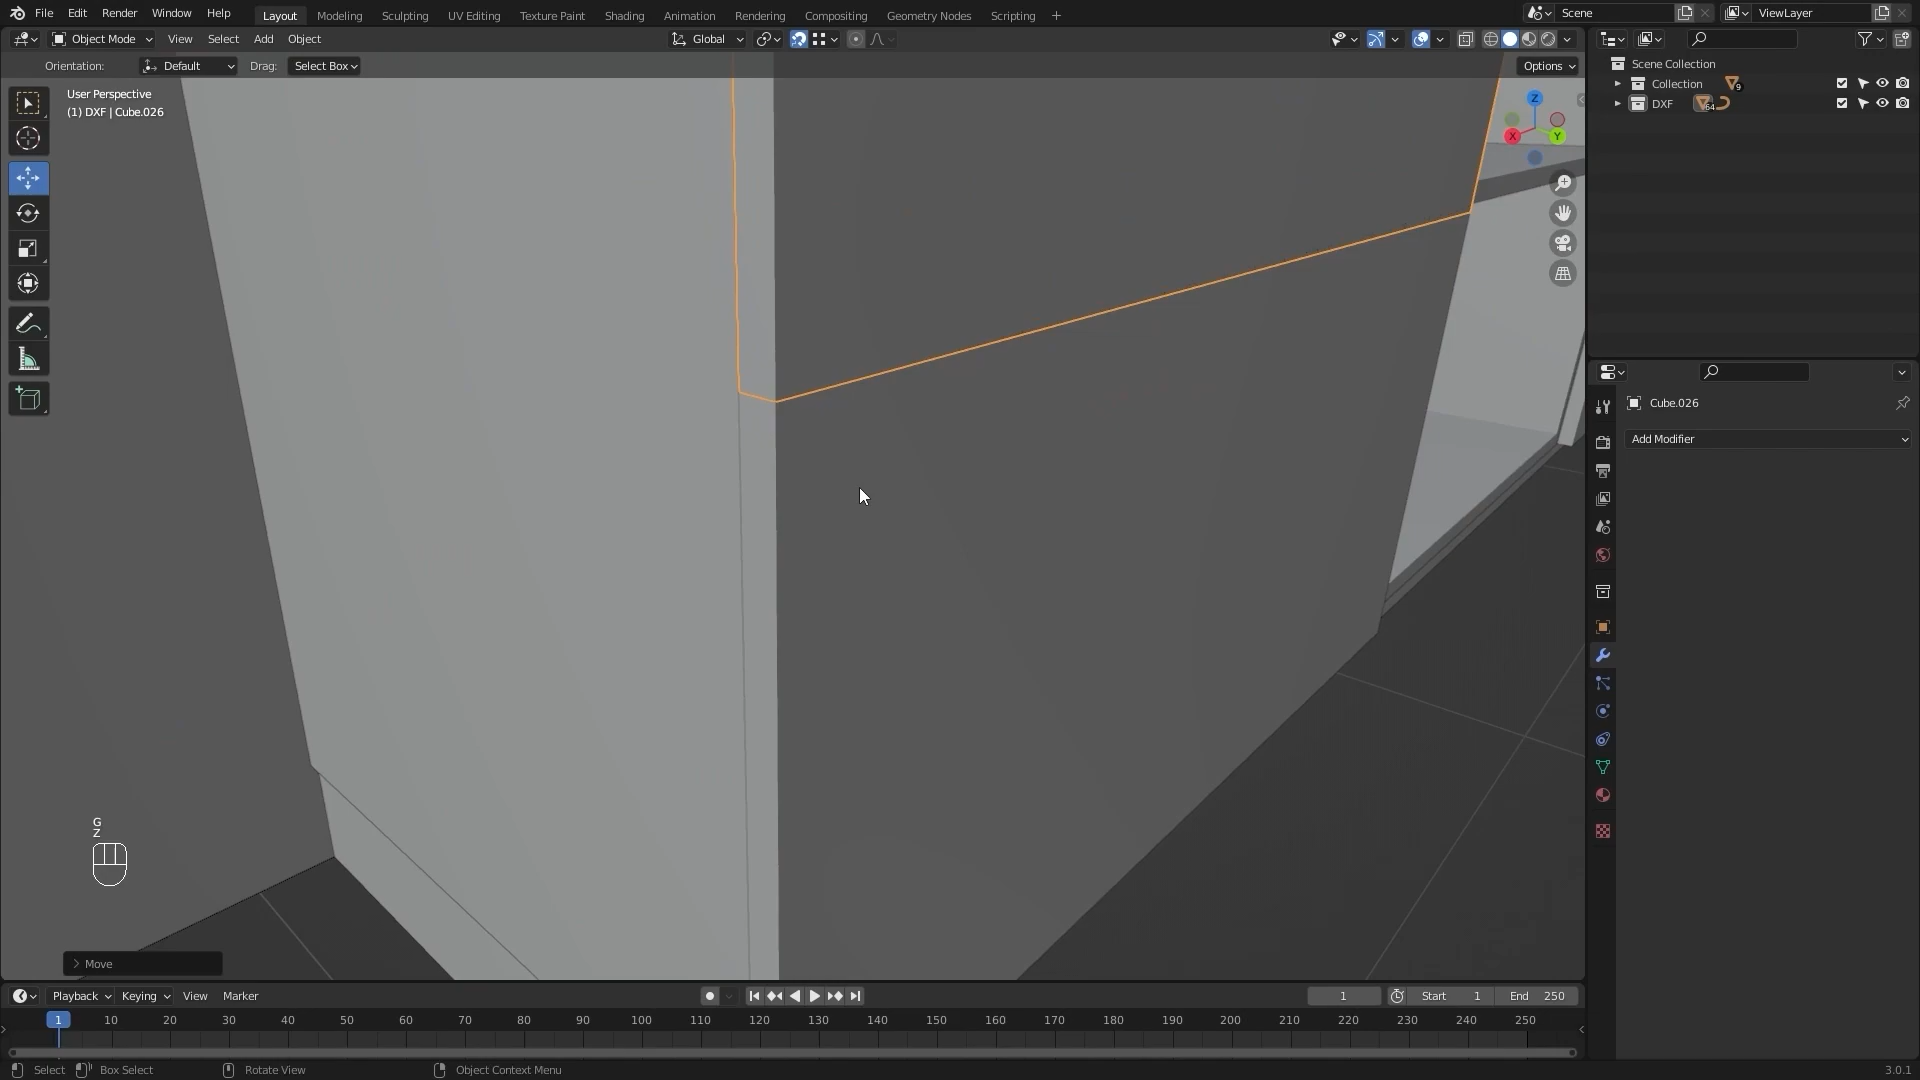 File Edit Render Window Help Layout Modeling Sculpting UV Editing Texture Paint Shading Animation Rendering Compositing Geometry Nodes Scripting + Scene ViewLayer
Object Mode View Select Add Object Global
Orientation: Default Drag: Select Box Options
User Perspective
(1) DXF | Cube.026
Z
X
Y
Scene Collection
Collection 9
DXF 64
Cube.026
Add Modifier
G
Z
Move
Playback Keying View Marker 1 Start 1 End 250
1 10 20 30 40 50 60 70 80 90 100 110 120 130 140 150 160 170 180 190 200 210 220 230 240 250
Select Box Select Rotate View Object Context Menu 3.0.1